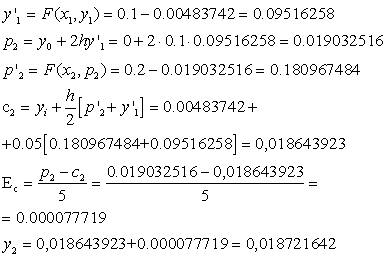 y'₁ = F(x₁, y₁) = 0.1−0.00483742 = 0.09516258
p₂ = y₀ + 2hy'₁ = 0+2·0.1·0.09516258 = 0.019032516
p'₂ = F(x₂, p₂) = 0.2−0.019032516 = 0.180967484
c₂ = yᵢ + h/2 [p'₂ + y'₁] = 0.00483742 +
+0.05[0.180967484+0.09516258] = 0,018643923
E_c = (p₂ − c₂)/5 = (0.019032516−0,018643923)/5 =
= 0.000077719
y₂ = 0,018643923+0.000077719 = 0,018721642